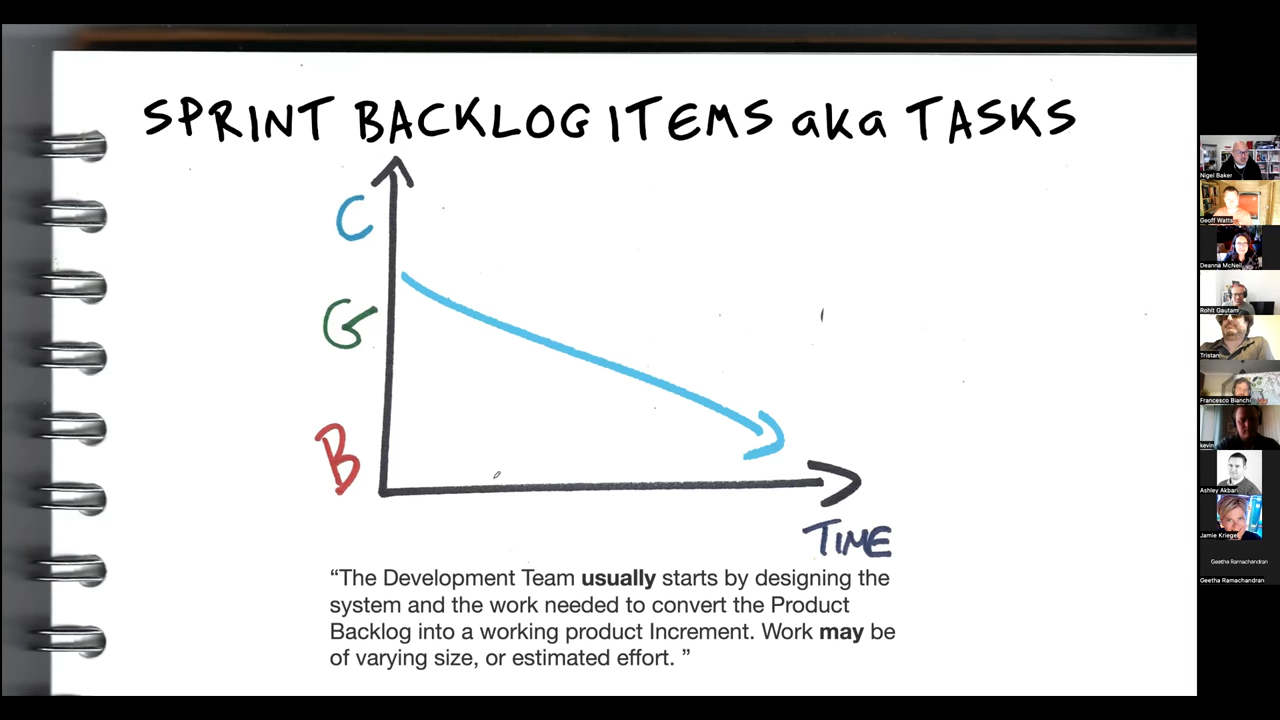 SPRINT BACKLOG ITEMS aka TASKS
C
G
B
TIME
“The Development Team usually starts by designing the
system and the work needed to convert the Product
Backlog into a working product Increment. Work may be
of varying size, or estimated effort. ”
Nigel Baker
Geoff Watts
Deanna McNeil
Rohit Gautam
Tristan
Francesco Bianchi
kevin
Ashley Akbari
Jamie Kriegel
Geetha Ramachandran
Geetha Ramachandran